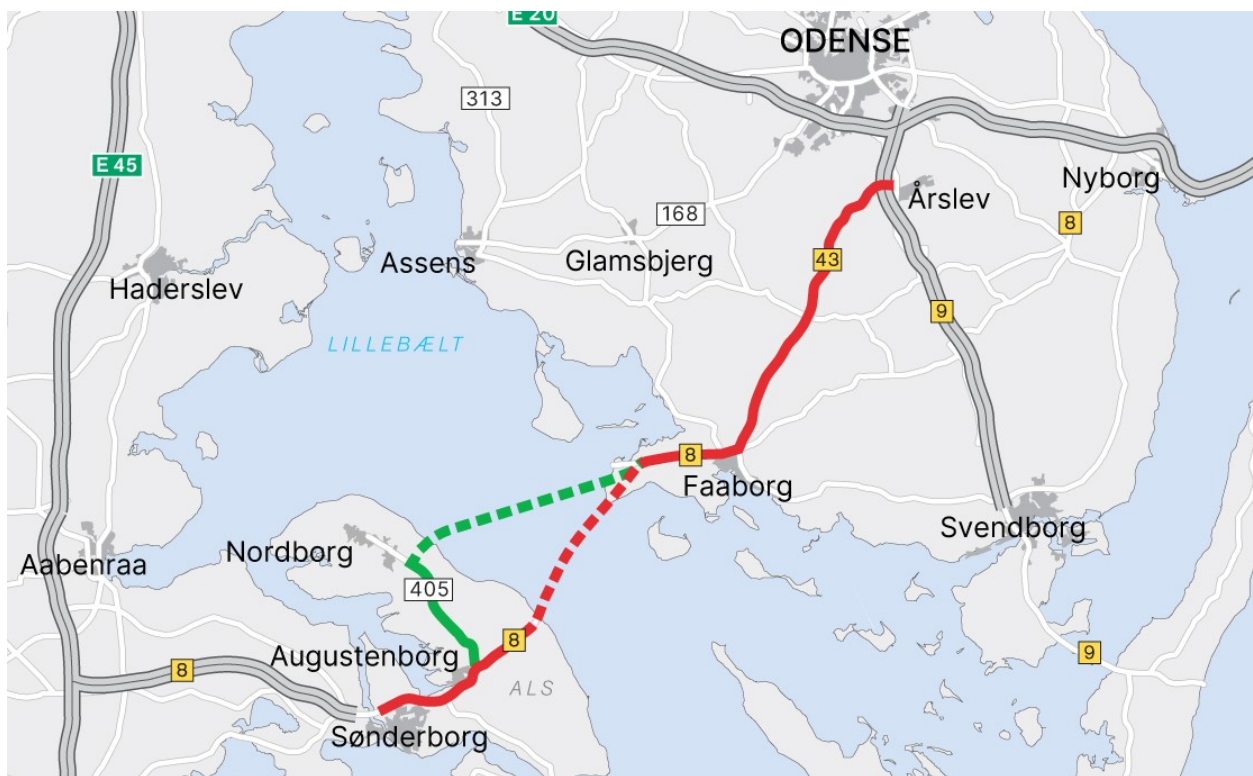 E 20
ODENSE
313
E 45
Nyborg
Årslev
168
8
Assens
Glamsbjerg
43
Haderslev
9
LILLEBÆLT
8
Faaborg
Svendborg
Nordborg
Aabenraa
405
8
Augustenborg
9
8
ALS
Sønderborg